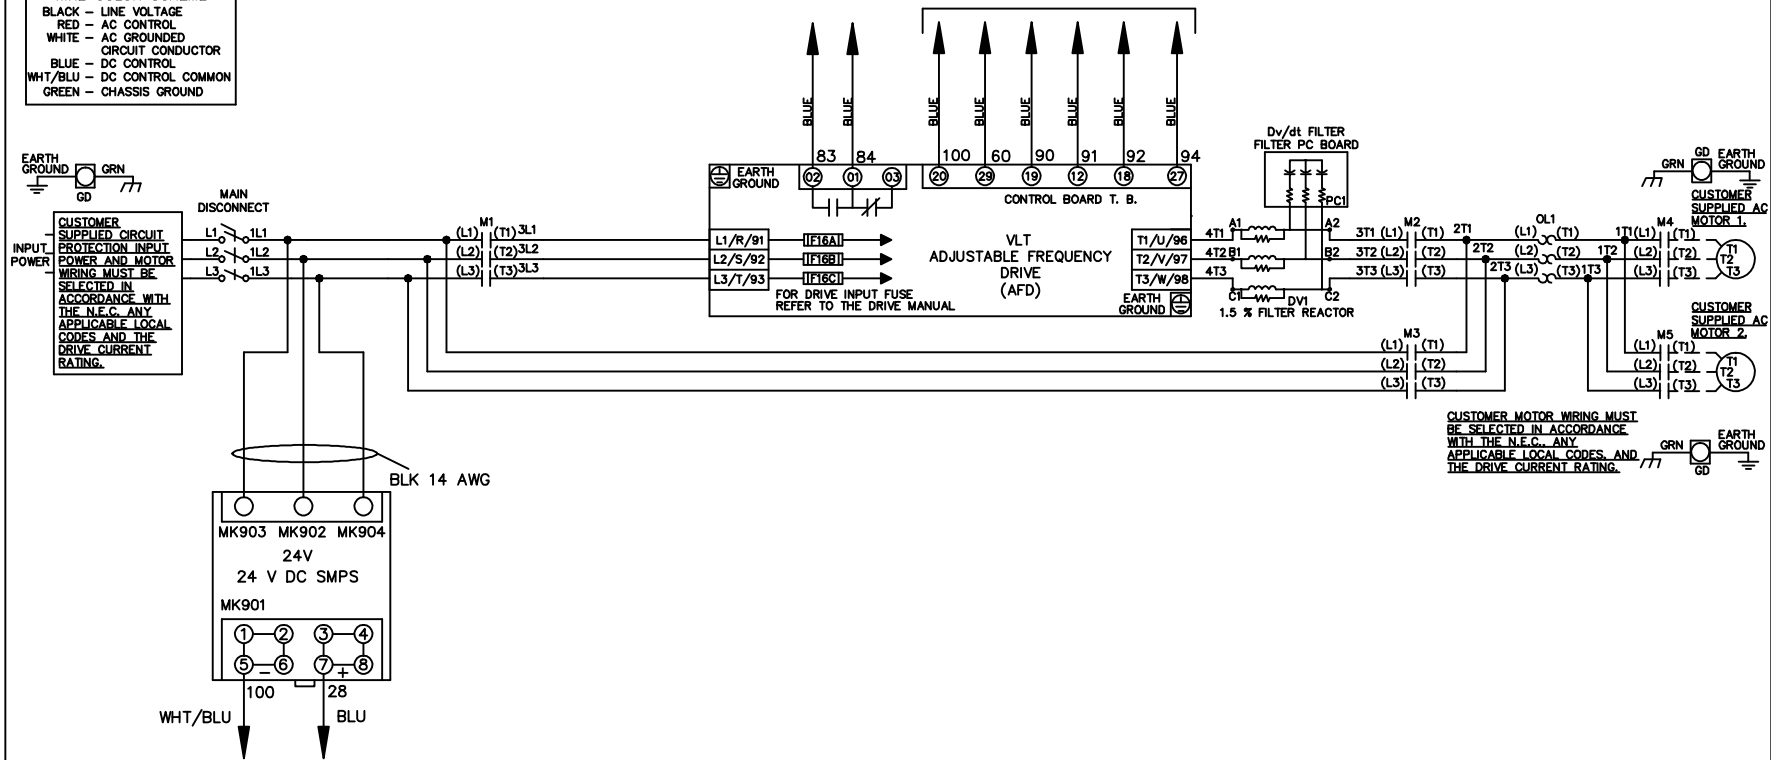 BLACK – LINE VOLTAGE
RED – AC CONTROL
WHITE – AC GROUNDED
CIRCUIT CONDUCTOR
BLUE – DC CONTROL
WHT/BLU – DC CONTROL COMMON
GREEN – CHASSIS GROUND
EARTH
GROUND
GRN
GD
MAIN
DISCONNECT
INPUT
POWER
CUSTOMER
SUPPLIED CIRCUIT
PROTECTION INPUT
POWER AND MOTOR
WIRING MUST BE
SELECTED IN
ACCORDANCE WITH
THE N.E.C. ANY
APPLICABLE LOCAL
CODES AND THE
DRIVE CURRENT
RATING.
L1 1L1
L2 1L2
L3 1L3
M1
(L1) (T1) 3L1
(L2) (T2) 3L2
(L3) (T3) 3L3
BLUE BLUE BLUE BLUE BLUE BLUE BLUE BLUE
83 84 100 60 90 91 92 94
EARTH
GROUND
02 01 03 20 29 19 12 18 27
CONTROL BOARD T. B.
L1/R/91 F16A
L2/S/92 F16B
L3/T/93 F16C
FOR DRIVE INPUT FUSE
REFER TO THE DRIVE MANUAL
VLT
ADJUSTABLE FREQUENCY
DRIVE
(AFD)
T1/U/96
T2/V/97
T3/W/98
EARTH
GROUND
Dv/dt FILTER
FILTER PC BOARD
PC1
4T1 A1 A2
4T2 B1 B2
4T3 C1 C2
DV1
1.5 % FILTER REACTOR
M2
3T1 (L1) (T1) 2T1
3T2 (L2) (T2) 2T2
3T3 (L3) (T3) 2T3
OL1
(L1) (T1) 1T1
(L2) (T2) 1T2
(L3) (T3) 1T3
GD
GRN
EARTH
GROUND
CUSTOMER
SUPPLIED AC
MOTOR 1.
M4
(L1) (T1) T1
(L2) (T2) T2
(L3) (T3) T3
CUSTOMER
SUPPLIED AC
MOTOR 2.
M3
(L1) (T1)
(L2) (T2)
(L3) (T3)
M5
(L1) (T1) T1
(L2) (T2) T2
(L3) (T3) T3
CUSTOMER MOTOR WIRING MUST
BE SELECTED IN ACCORDANCE
WITH THE N.E.C., ANY
APPLICABLE LOCAL CODES, AND
THE DRIVE CURRENT RATING.
GRN
GD
EARTH
GROUND
BLK 14 AWG
MK903 MK902 MK904
24V
24 V DC SMPS
MK901
1 2 3 4
5 6 7 8
– +
100 28
WHT/BLU BLU